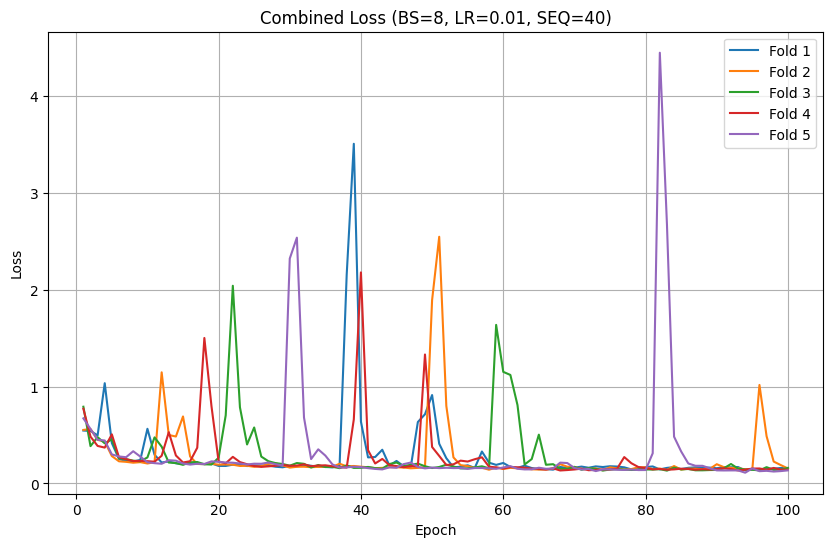 Combined Loss (BS=8, LR=0.01, SEQ=40)
Fold 1
Fold 2
Fold 3
Fold 4
Fold 5
Loss
4
3
2
1
0
0 20 40 60 80 100
Epoch